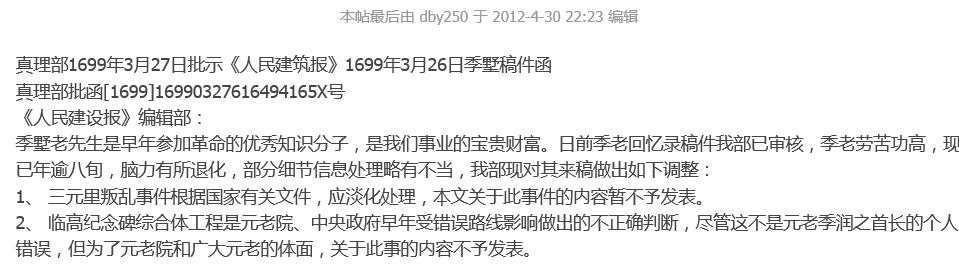 本帖最后由 dby250 于 2012-4-30 22:23 编辑
真理部1699年3月27日批示《人民建筑报》1699年3月26日季墅稿件函
真理部批函[1699]16990327616494165X号
《人民建设报》编辑部：
季墅老先生是早年参加革命的优秀知识分子，是我们事业的宝贵财富。日前季老回忆录稿件我部已审核，季老劳苦功高，现
已年逾八旬，脑力有所退化，部分细节信息处理略有不当，我部现对其来稿做出如下调整：
1、 三元里叛乱事件根据国家有关文件，应淡化处理，本文关于此事件的内容暂不予发表。
2、 临高纪念碑综合体工程是元老院、中央政府早年受错误路线影响做出的不正确判断，尽管这不是元老季润之首长的个人
错误，但为了元老院和广大元老的体面，关于此事的内容不予发表。